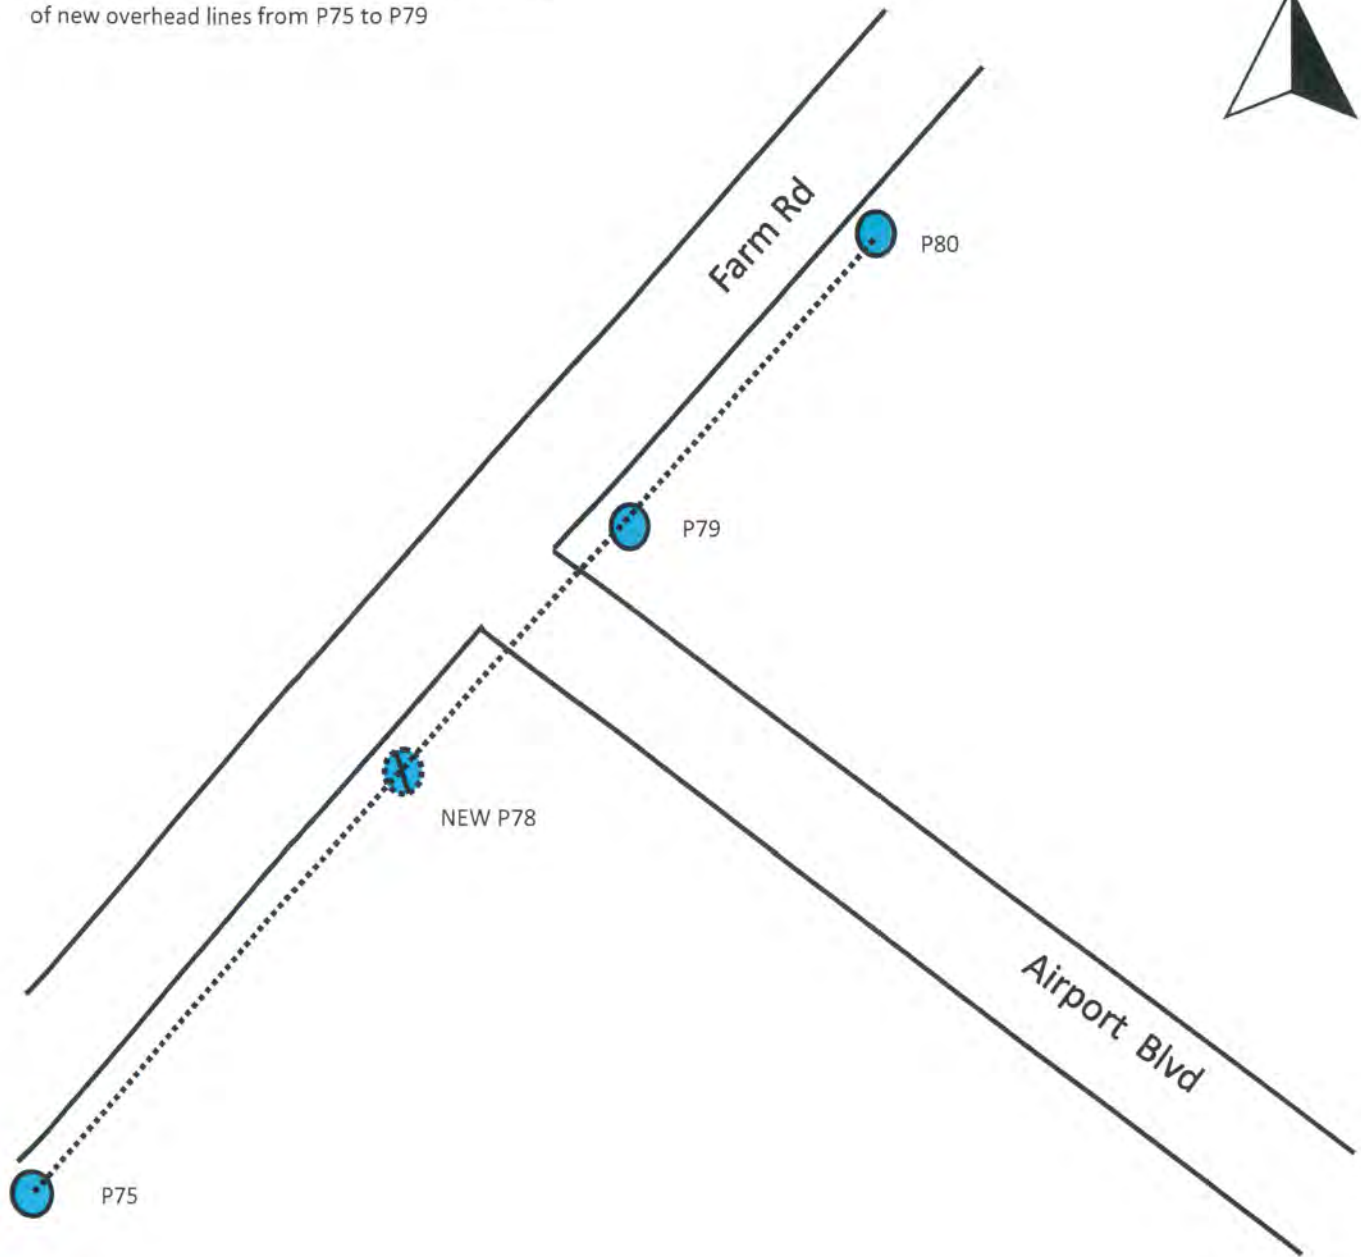 of new overhead lines from P75 to P79
Farm Rd
P80
P79
NEW P78
Airport Blvd
P75